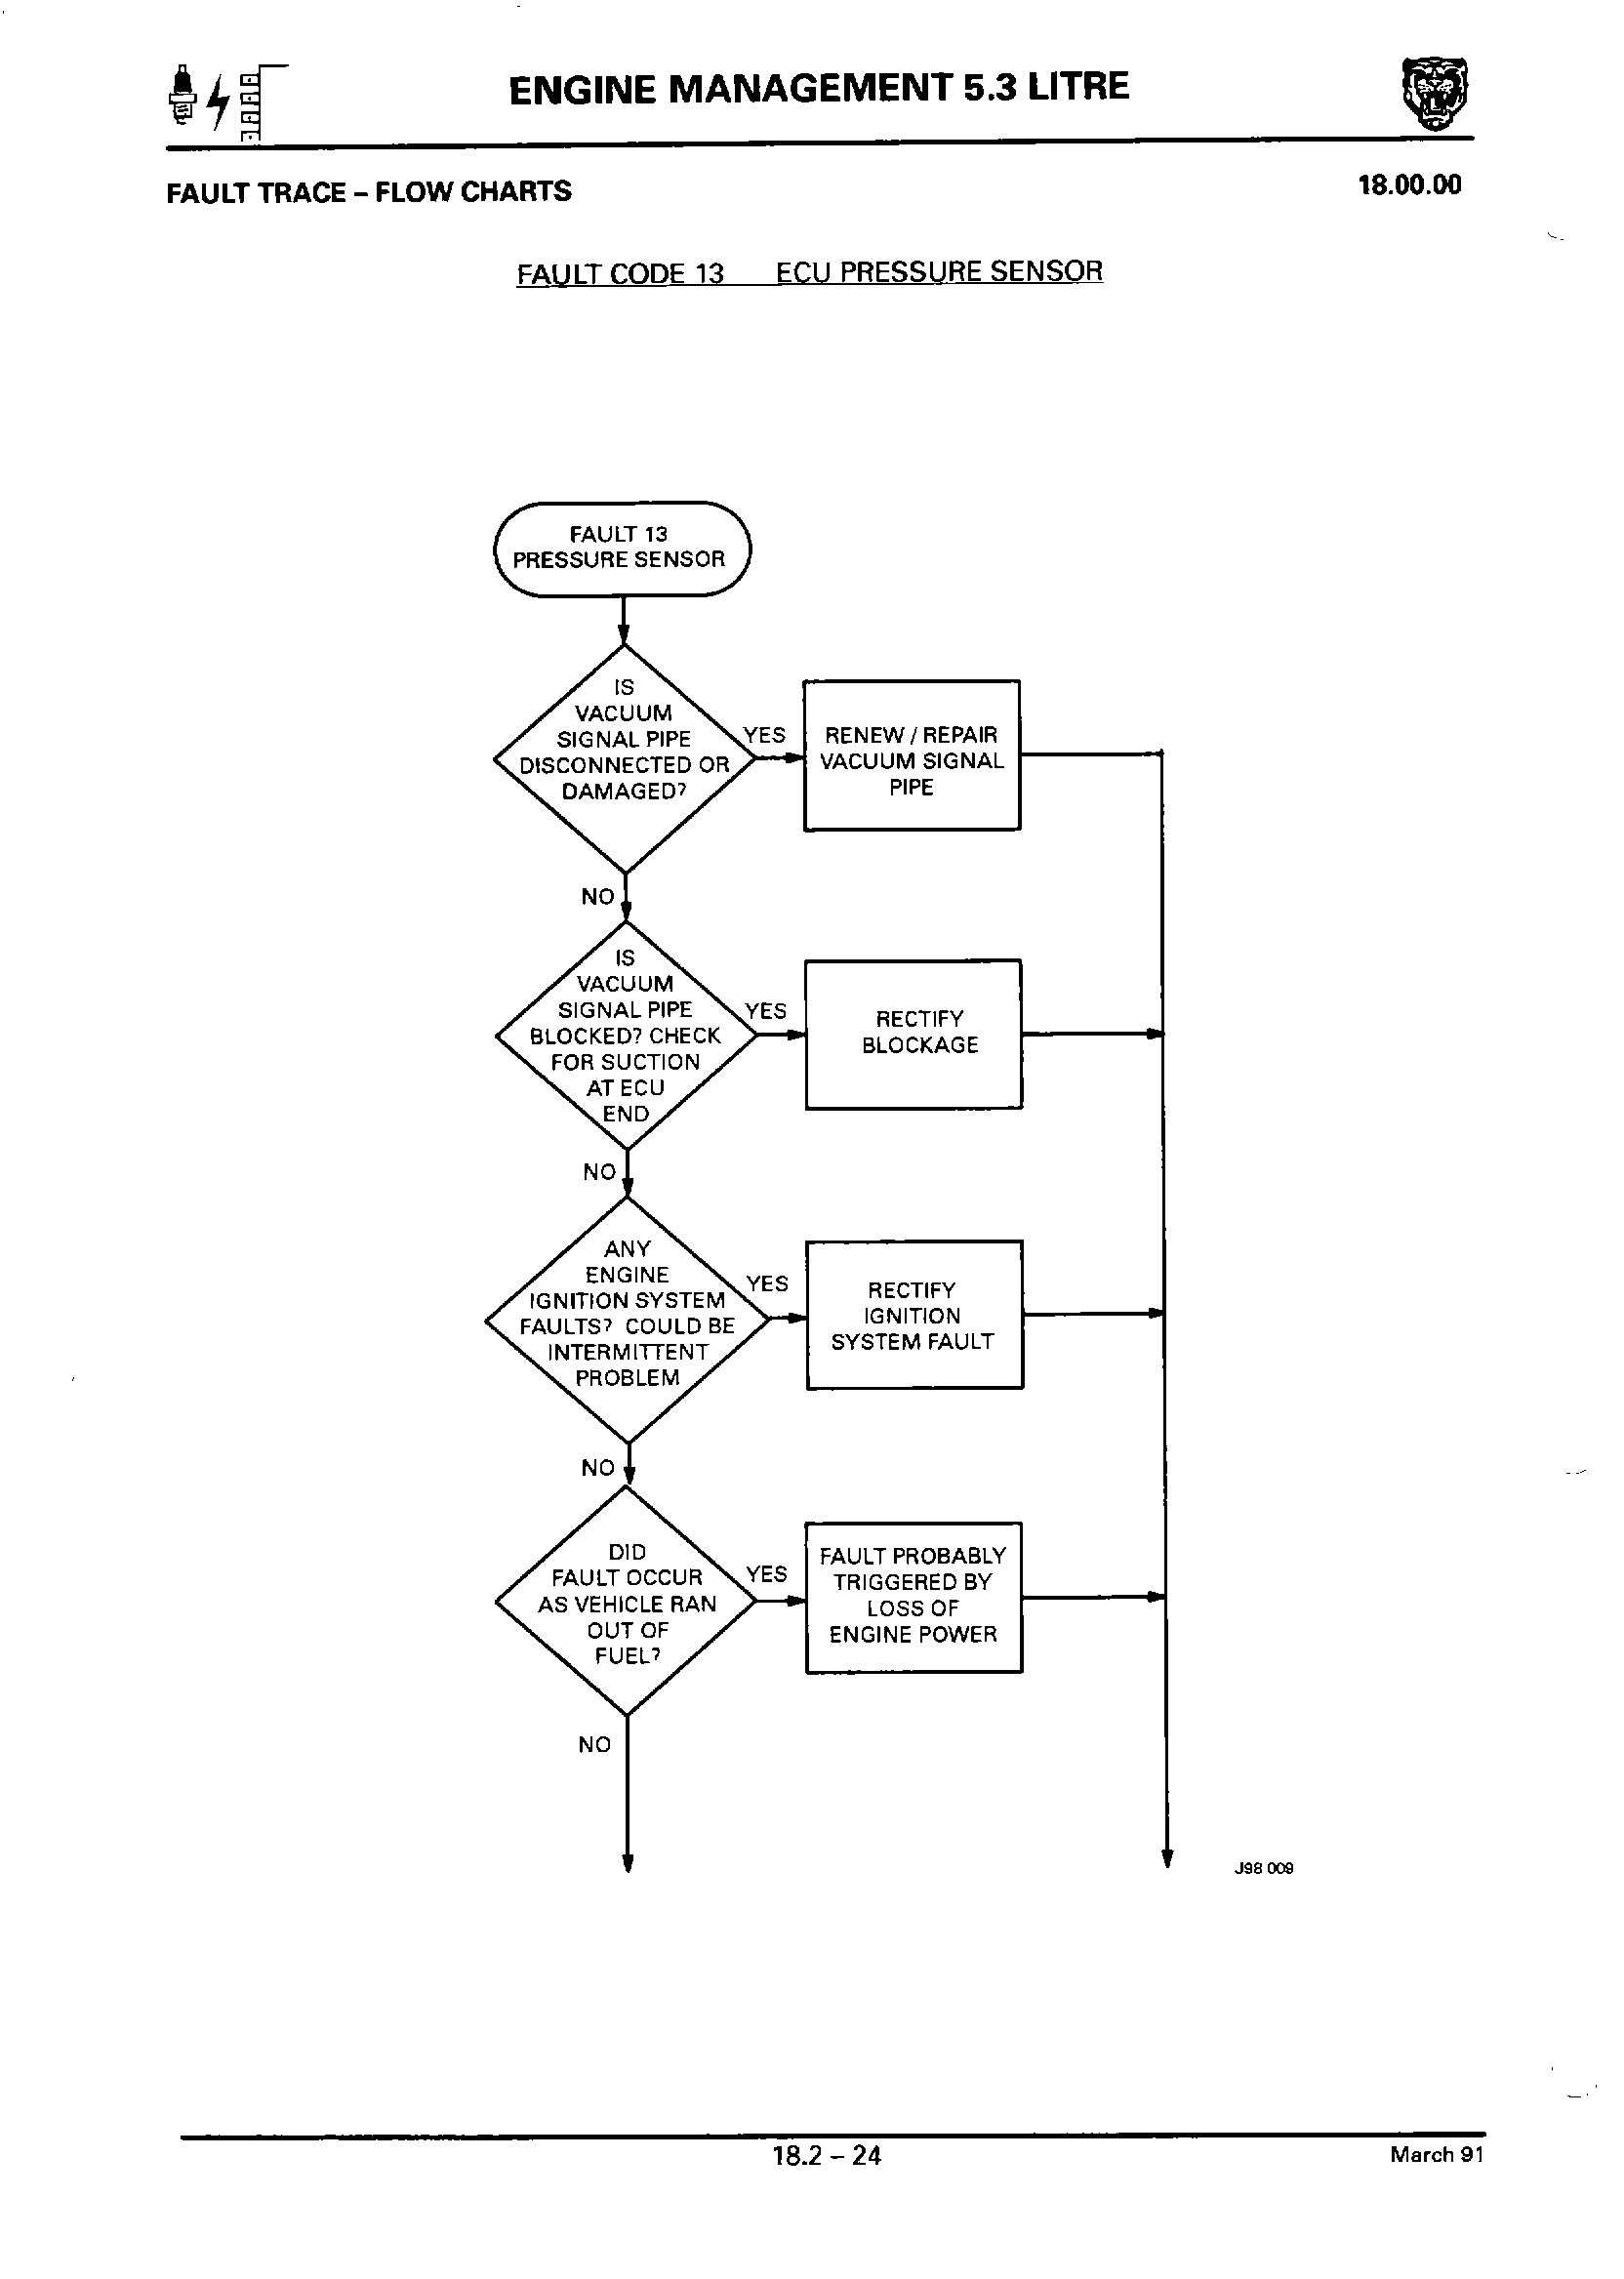 ENGINE MANAGEMENT 5.3 LITRE
FAULT TRACE – FLOW CHARTS
18.00.00
FAULT CODE 13 ECU PRESSURE SENSOR
FAULT 13
PRESSURE SENSOR
IS
VACUUM
SIGNAL PIPE
DISCONNECTED OR
DAMAGED?
YES
RENEW / REPAIR
VACUUM SIGNAL
PIPE
NO
IS
VACUUM
SIGNAL PIPE
BLOCKED? CHECK
FOR SUCTION
AT ECU
END
YES
RECTIFY
BLOCKAGE
NO
ANY
ENGINE
IGNITION SYSTEM
FAULTS? COULD BE
INTERMITTENT
PROBLEM
YES
RECTIFY
IGNITION
SYSTEM FAULT
NO
DID
FAULT OCCUR
AS VEHICLE RAN
OUT OF
FUEL?
YES
FAULT PROBABLY
TRIGGERED BY
LOSS OF
ENGINE POWER
NO
J98 009
18.2 – 24
March 91